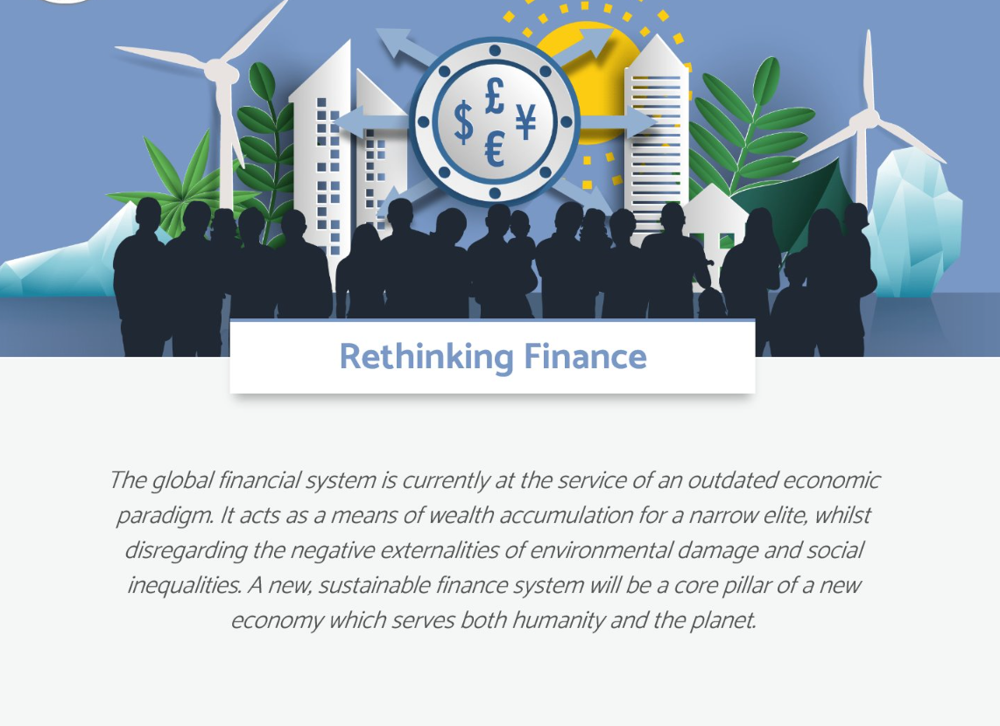 £
$ ¥
€
Rethinking Finance
The global financial system is currently at the service of an outdated economic
paradigm. It acts as a means of wealth accumulation for a narrow elite, whilst
disregarding the negative externalities of environmental damage and social
inequalities. A new, sustainable finance system will be a core pillar of a new
economy which serves both humanity and the planet.